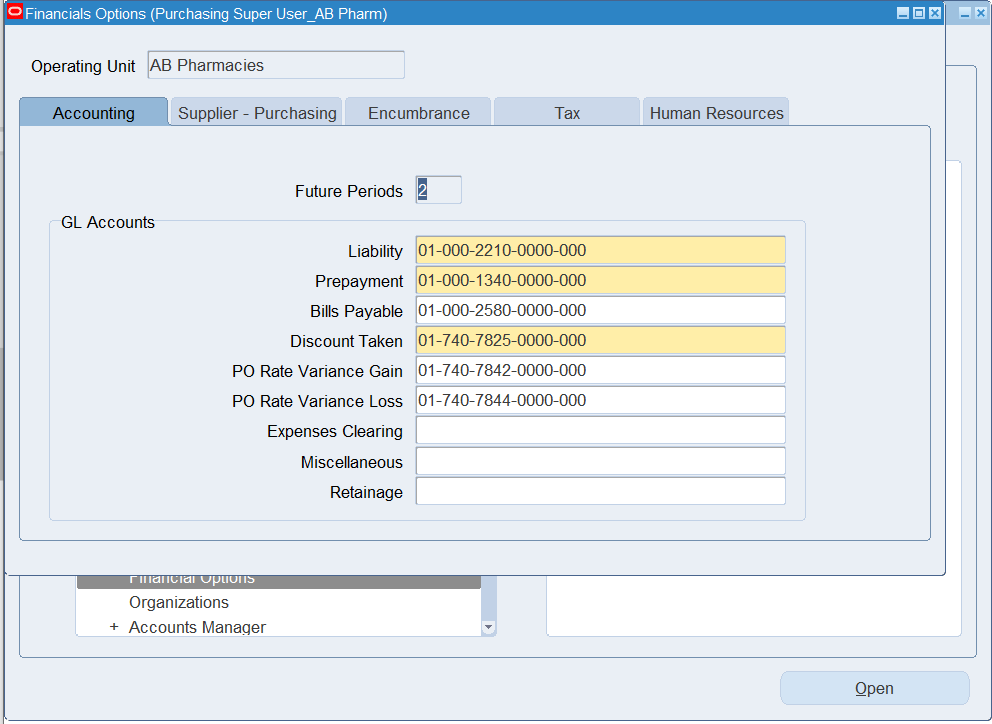 Financials Options (Purchasing Super User_AB Pharm)
Operating Unit AB Pharmacies
Accounting Supplier - Purchasing Encumbrance Tax Human Resources
Future Periods 2
GL Accounts
Liability 01-000-2210-0000-000
Prepayment 01-000-1340-0000-000
Bills Payable 01-000-2580-0000-000
Discount Taken 01-740-7825-0000-000
PO Rate Variance Gain 01-740-7842-0000-000
PO Rate Variance Loss 01-740-7844-0000-000
Expenses Clearing
Miscellaneous
Retainage
Financial Options
Organizations
+ Accounts Manager
Open